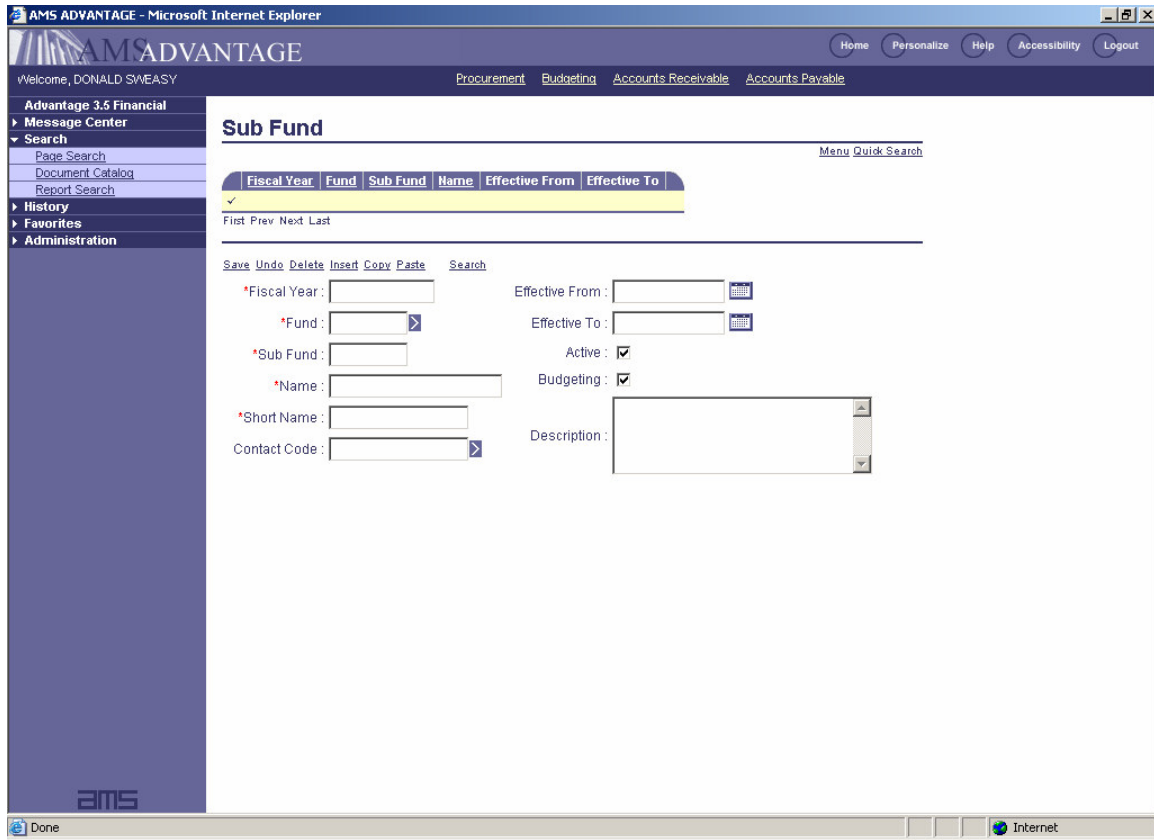 AMS ADVANTAGE - Microsoft Internet Explorer
AMSADVANTAGE
Home Personalize Help Accessibility Logout
Welcome, DONALD SWEASY
Procurement Budgeting Accounts Receivable Accounts Payable
Advantage 3.5 Financial
Message Center
Search
Page Search
Document Catalog
Report Search
History
Favorites
Administration
Sub Fund
Menu Quick Search
Fiscal Year Fund Sub Fund Name Effective From Effective To
First Prev Next Last
Save Undo Delete Insert Copy Paste Search
*Fiscal Year : Effective From :
*Fund : Effective To :
*Sub Fund : Active :
*Name : Budgeting :
*Short Name :
Contact Code : Description :
ams
Done Internet